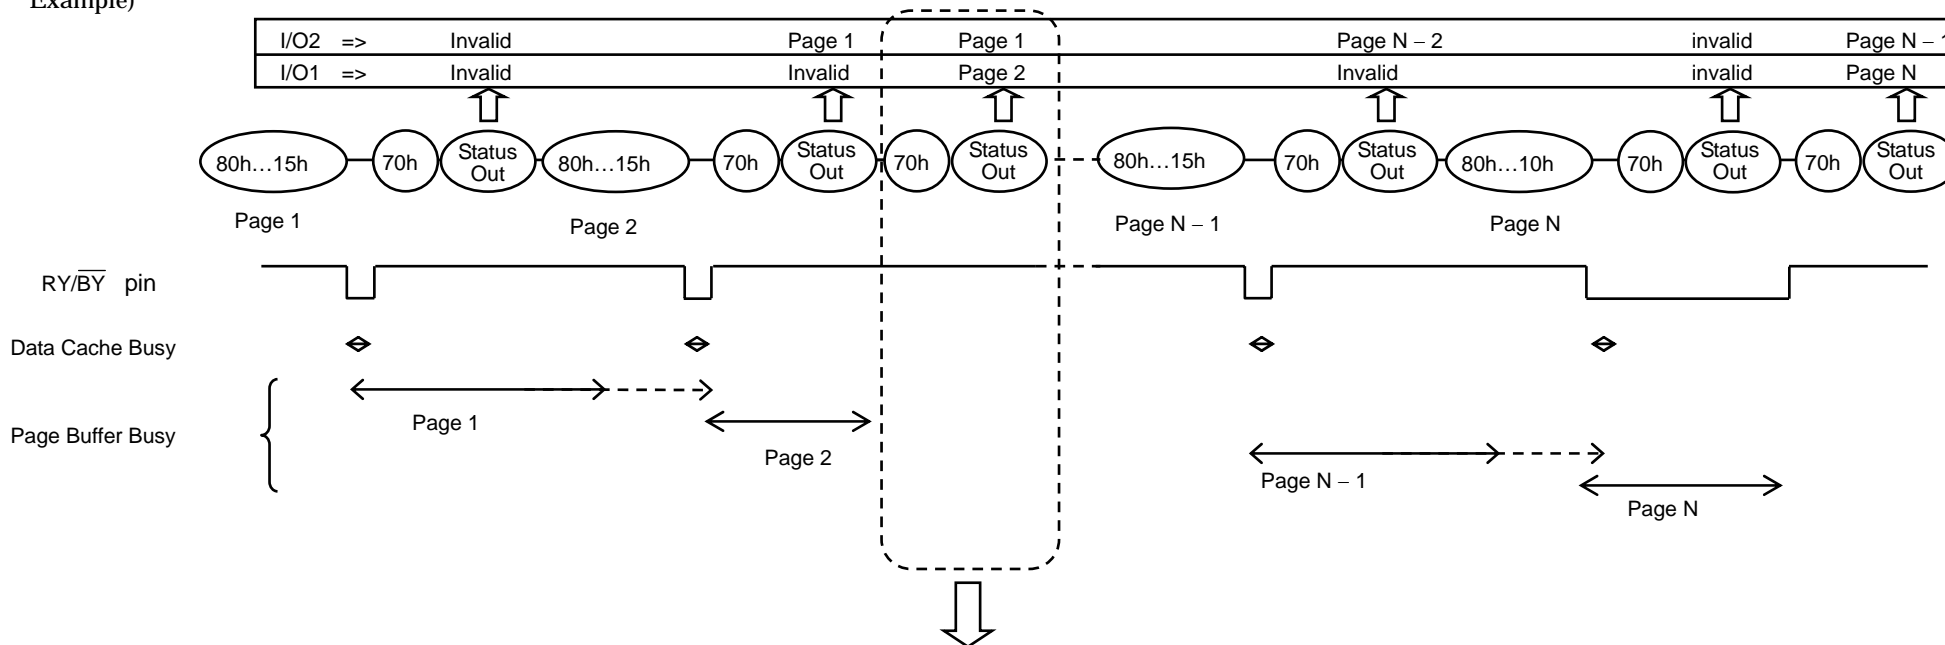 Example)
I/O2 => Invalid Page 1 Page 1 Page N – 2 invalid Page N – 1
I/O1 => Invalid Invalid Page 2 Invalid invalid Page N
80h…15h 70h Status Out 80h…15h 70h Status Out 70h Status Out 80h…15h 70h Status Out 80h…10h 70h Status Out 70h Status Out
Page 1 Page 2 Page N – 1 Page N
RY/B̅Y̅ pin
Data Cache Busy
Page Buffer Busy
Page 1
Page 2
Page N – 1
Page N